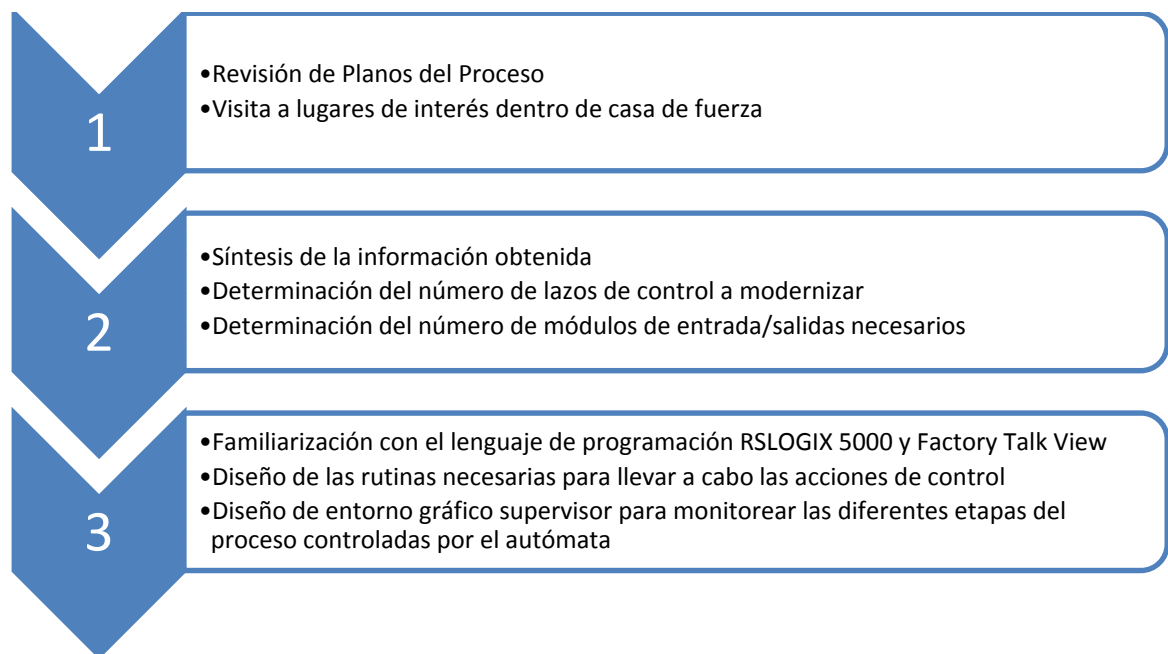 1
•Revisión de Planos del Proceso
•Visita a lugares de interés dentro de casa de fuerza
2
•Síntesis de la información obtenida
•Determinación del número de lazos de control a modernizar
•Determinación del número de módulos de entrada/salidas necesarios
3
•Familiarización con el lenguaje de programación RSLOGIX 5000 y Factory Talk View
•Diseño de las rutinas necesarias para llevar a cabo las acciones de control
•Diseño de entorno gráfico supervisor para monitorear las diferentes etapas del
proceso controladas por el autómata